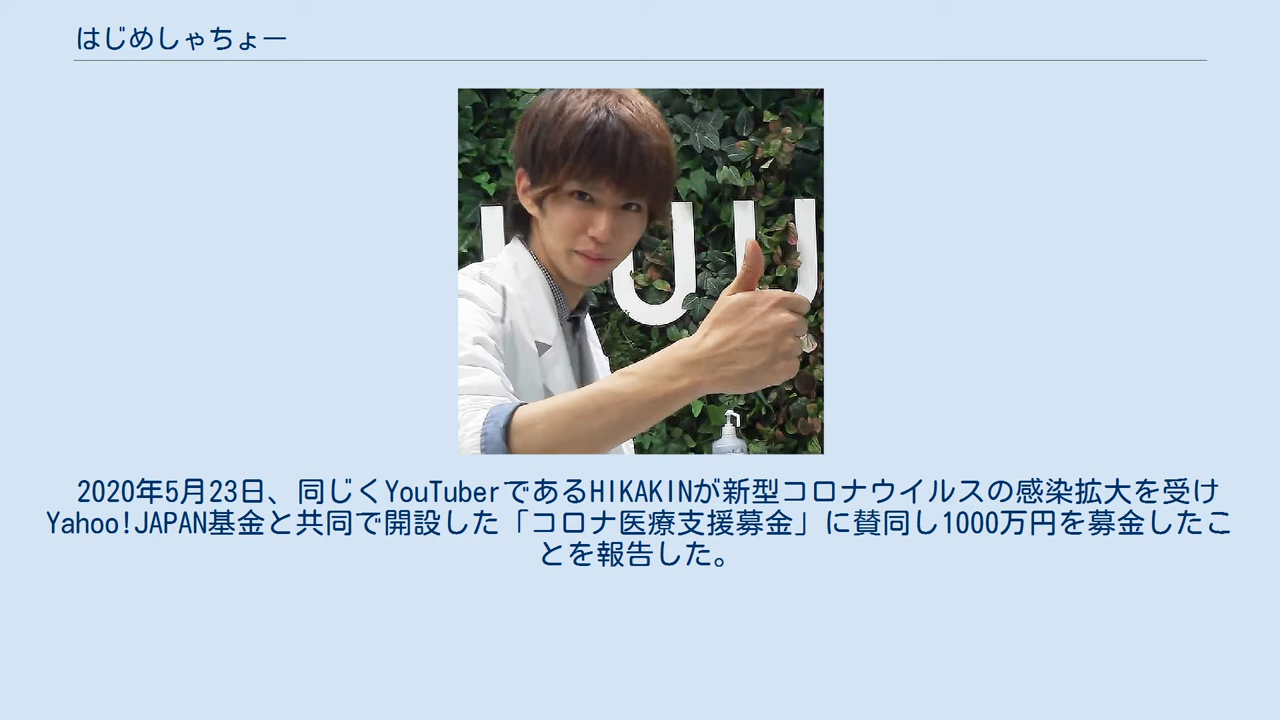 はじめしゃちょー
UU
2020年5月23日、同じくYouTuberであるHIKAKINが新型コロナウイルスの感染拡大を受け
Yahoo!JAPAN基金と共同で開設した「コロナ医療支援募金」に賛同し1000万円を募金したこ
とを報告した。